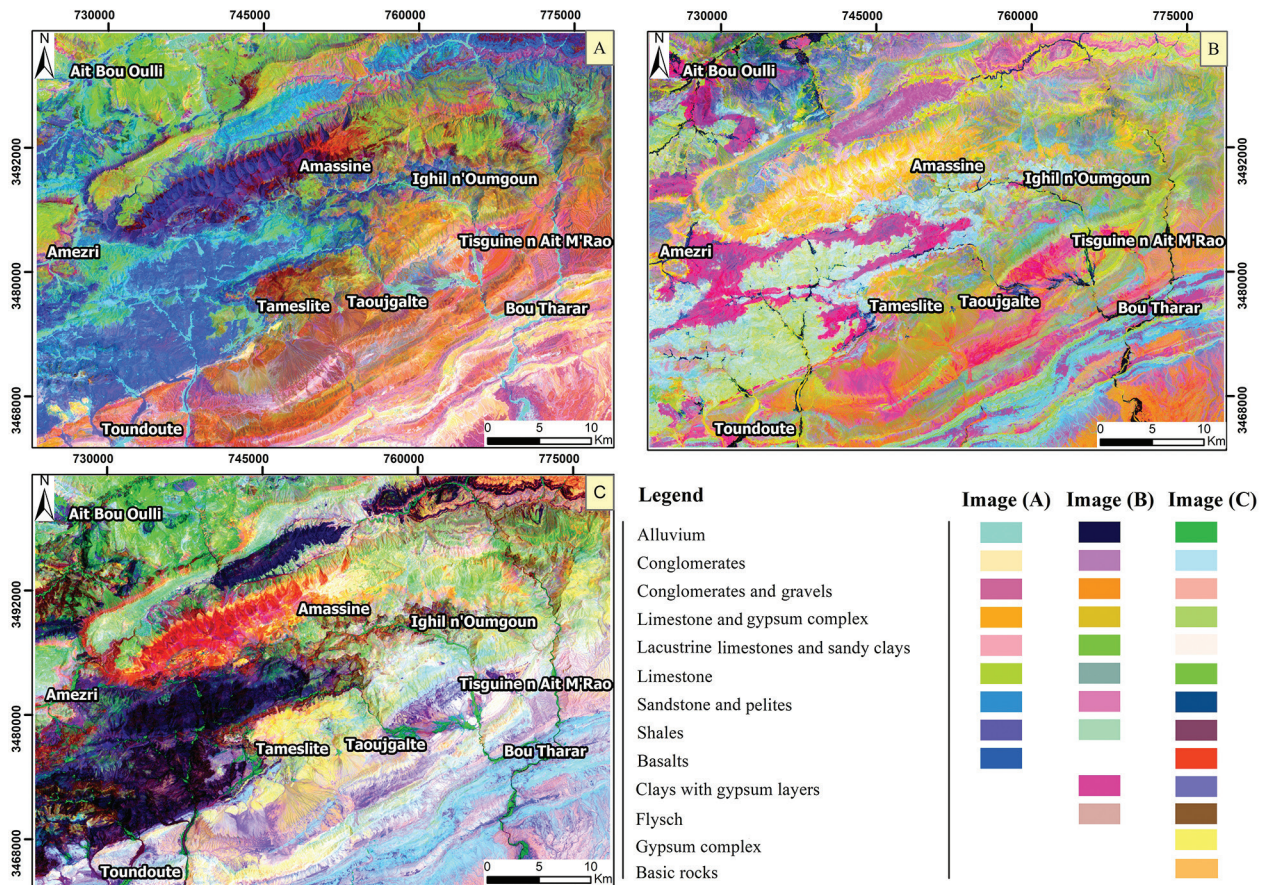 730000 745000 760000 775000
N
A
Ait Bou Oulli
Amassine
Ighil n'Oumgoun
Amezri
Tisguine n Ait M'Rao
Tameslite
Taoujgalte
Bou Tharar
Toundoute
3492000
3480000
3468000
0 5 10
Km
730000 745000 760000 775000
N
B
Ait Bou Oulli
Amassine
Ighil n'Oumgoun
Amezri
Tisguine n Ait M'Rao
Tameslite
Taoujgalte
Bou Tharar
Toundoute
3492000
3480000
3468000
0 5 10
Km
730000 745000 760000 775000
N
C
Ait Bou Oulli
Amassine
Ighil n'Oumgoun
Amezri
Tisguine n Ait M'Rao
Tameslite
Taoujgalte
Bou Tharar
Toundoute
3492000
3480000
3468000
0 5 10
Km
Legend Image (A) Image (B) Image (C)
Alluvium
Conglomerates
Conglomerates and gravels
Limestone and gypsum complex
Lacustrine limestones and sandy clays
Limestone
Sandstone and pelites
Shales
Basalts
Clays with gypsum layers
Flysch
Gypsum complex
Basic rocks